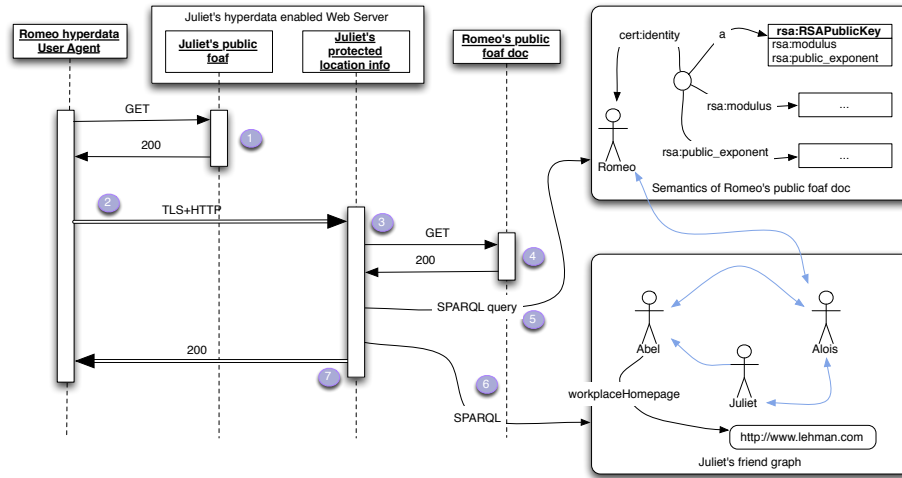 Juliet's hyperdata enabled Web Server
Romeo hyperdata
User Agent
Juliet's public
foaf
Juliet's
protected
location info
Romeo's public
foaf doc
GET
1
200
2
TLS+HTTP
3
GET
4
200
SPARQL query
5
200
7
6
SPARQL
cert:identity
a
rsa:RSAPublicKey
rsa:modulus
rsa:public_exponent
rsa:modulus
...
rsa:public_exponent
...
Romeo
Semantics of Romeo's public foaf doc
Abel
Alois
Juliet
workplaceHomepage
http://www.lehman.com
Juliet's friend graph